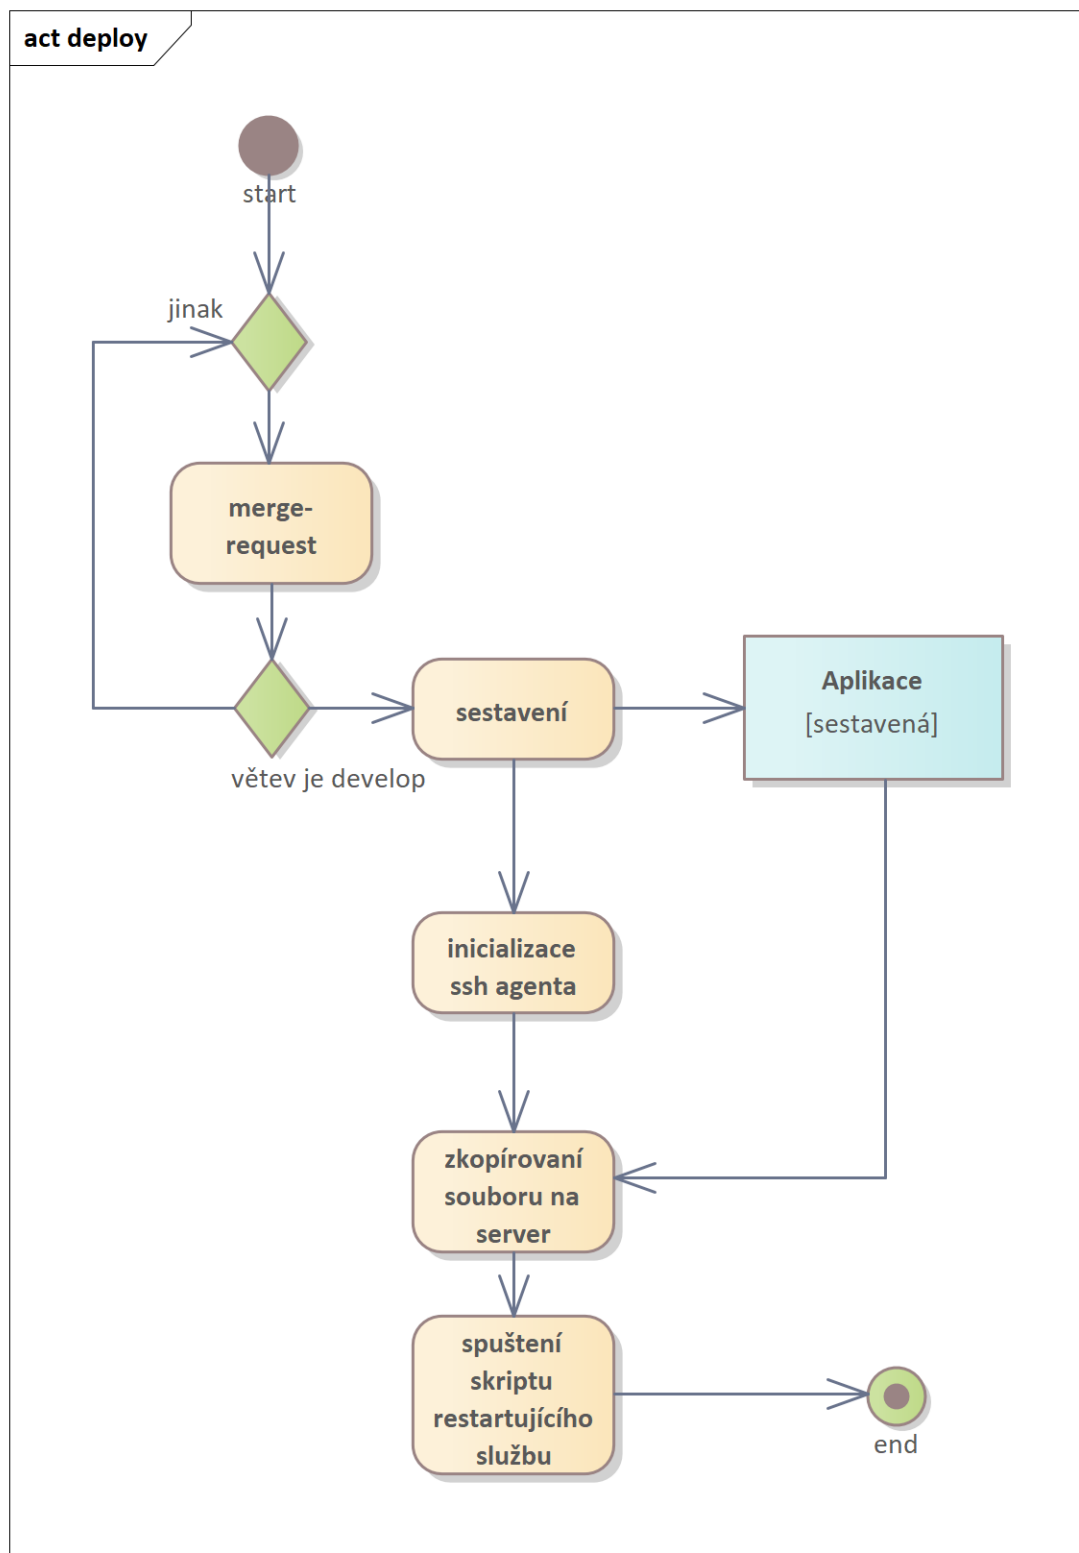 act deploy
start
jinak
merge-
request
větev je develop
sestavení
Aplikace
[sestavená]
inicializace
ssh agenta
zkopírovaní
souboru na
server
spuštení
skriptu
restartujícího
službu
end